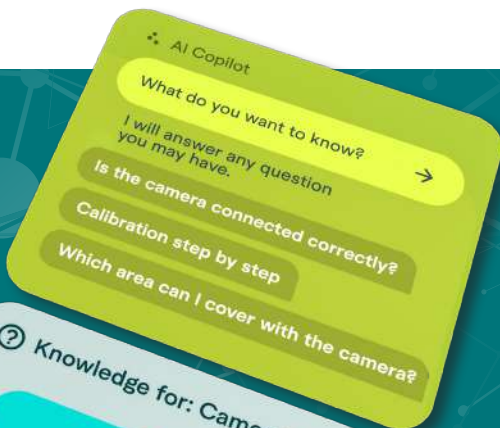 AI Copilot
What do you want to know?
I will answer any question
you may have.
Is the camera connected correctly?
Calibration step by step
Which area can I cover with the camera?
Knowledge for: